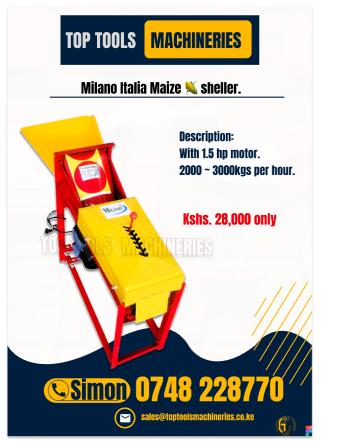 TOP TOOLS MACHINERIES
Milano Italia Maize 🌽 sheller.
Description:
With 1.5 hp motor.
2000 ~ 3000kgs per hour.
MILANO
Kshs. 28,000 only
TOP TOOLS MACHINERIES
Simon 0748 228770
sales@toptoolsmachineries.co.ke